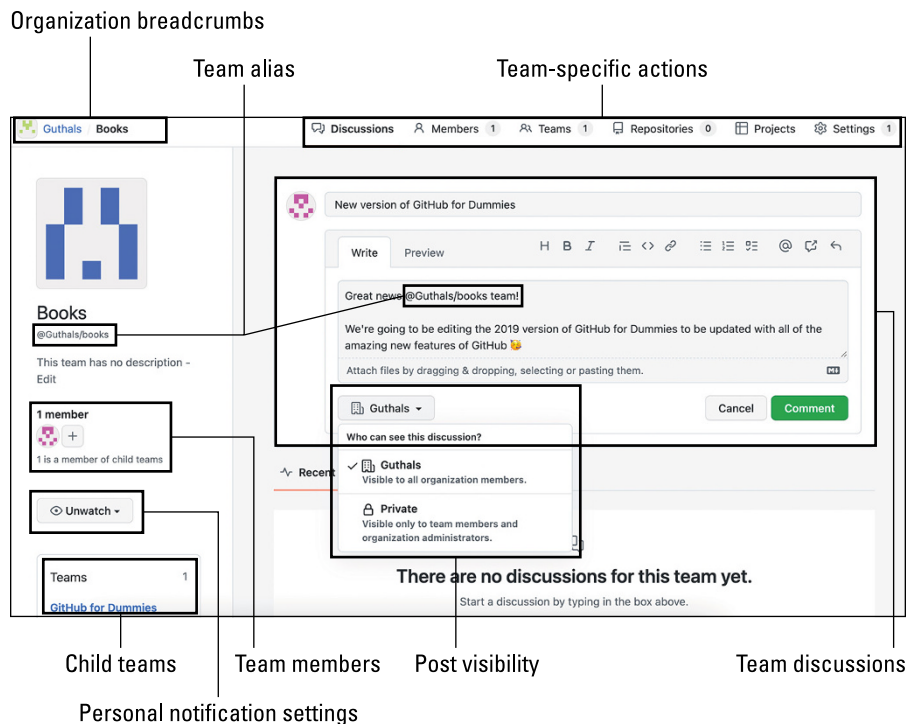 Organization breadcrumbs
Team alias
Team-specific actions
Guthals / Books
Discussions Members 1 Teams 1 Repositories 0 Projects Settings 1
New version of GitHub for Dummies
Write Preview H B I
Great news @Guthals/books team!
We're going to be editing the 2019 version of GitHub for Dummies to be updated with all of the
amazing new features of GitHub 🥳
Attach files by dragging & dropping, selecting or pasting them.
Guthals
Cancel
Comment
Who can see this discussion?
Guthals
Visible to all organization members.
Private
Visible only to team members and
organization administrators.
Books
@Guthals/books
This team has no description -
Edit
1 member
+
1 is a member of child teams
Unwatch
Teams 1
GitHub for Dummies
Recent
There are no discussions for this team yet.
Start a discussion by typing in the box above.
Child teams
Team members
Post visibility
Team discussions
Personal notification settings